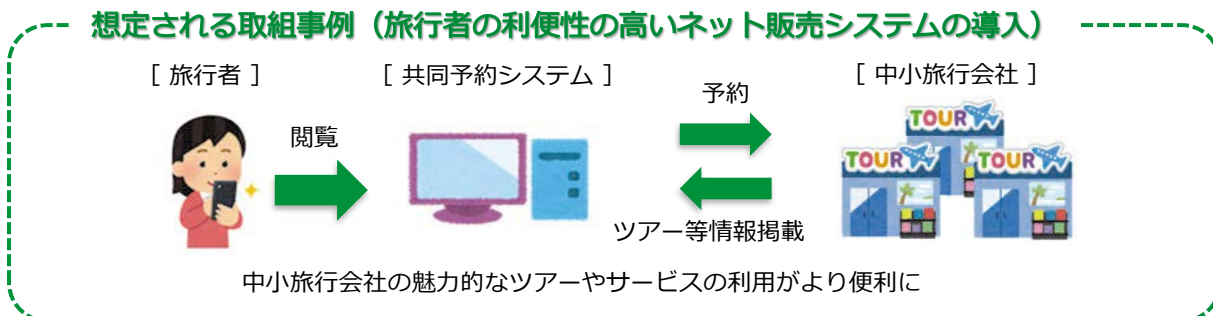 想定される取組事例（旅行者の利便性の高いネット販売システムの導入）
［ 旅行者 ］
［ 共同予約システム ］
［ 中小旅行会社 ］
閲覧
予約
ツアー等情報掲載
TOUR
TOUR
TOUR
中小旅行会社の魅力的なツアーやサービスの利用がより便利に